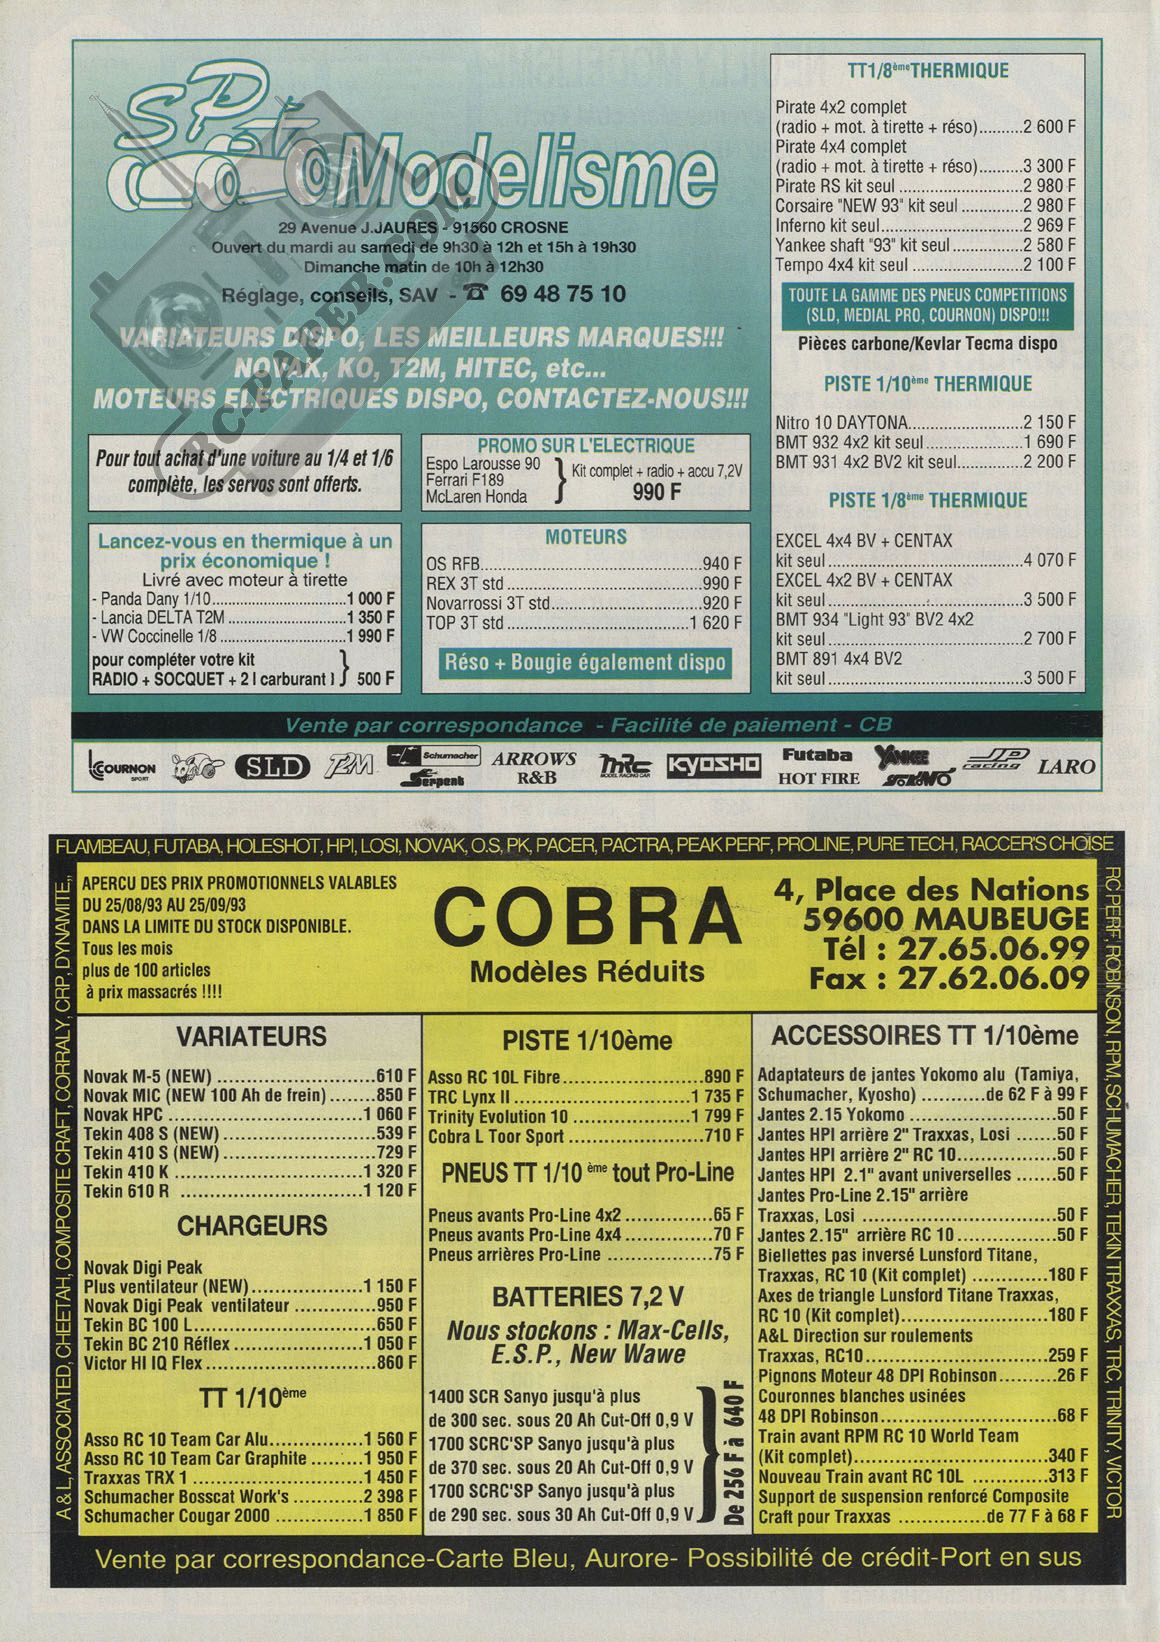 SP Modelisme
29 Avenue J.JAURES - 91560 CROSNE
Ouvert du mardi au samedi de 9h30 à 12h et 15h à 19h30
Dimanche matin de 10h à 12h30
Réglage, conseils, SAV - ☎ 69 48 75 10
VARIATEURS DISPO, LES MEILLEURS MARQUES!!!
NOVAK, KO, T2M, HITEC, etc...
MOTEURS ELECTRIQUES DISPO, CONTACTEZ-NOUS!!!
RC-PAPER.COM
Pour tout achat d'une voiture au 1/4 et 1/6
complète, les servos sont offerts.
PROMO SUR L'ELECTRIQUE
Espo Larousse 90
Ferrari F189
McLaren Honda
Kit complet + radio + accu 7,2V
990 F
Lancez-vous en thermique à un
prix économique !
Livré avec moteur à tirette
- Panda Dany 1/10 1 000 F
- Lancia DELTA T2M 1 350 F
- VW Coccinelle 1/8 1 990 F
pour compléter votre kit
RADIO + SOCQUET + 2 l carburant } 500 F
MOTEURS
OS RFB 940 F
REX 3T std 990 F
Novarrossi 3T std 920 F
TOP 3T std 1 620 F
Réso + Bougie également dispo
TT1/8ème THERMIQUE
Pirate 4x2 complet
(radio + mot. à tirette + réso) 2 600 F
Pirate 4x4 complet
(radio + mot. à tirette + réso) 3 300 F
Pirate RS kit seul 2 980 F
Corsaire "NEW 93" kit seul 2 980 F
Inferno kit seul 2 969 F
Yankee shaft "93" kit seul 2 580 F
Tempo 4x4 kit seul 2 100 F
TOUTE LA GAMME DES PNEUS COMPETITIONS
(SLD, MEDIAL PRO, COURNON) DISPO!!!
Pièces carbone/Kevlar Tecma dispo
PISTE 1/10ème THERMIQUE
Nitro 10 DAYTONA 2 150 F
BMT 932 4x2 kit seul 1 690 F
BMT 931 4x2 BV2 kit seul 2 200 F
PISTE 1/8ème THERMIQUE
EXCEL 4x4 BV + CENTAX
kit seul 4 070 F
EXCEL 4x2 BV + CENTAX
kit seul 3 500 F
BMT 934 "Light 93" BV2 4x2
kit seul 2 700 F
BMT 891 4x4 BV2
kit seul 3 500 F
Vente par correspondance - Facilité de paiement - CB
COURNON SPORT
SLD
T2M
Schumacher
Serpent
ARROWS
R&B
MRC
MODEL RACING CAR
KYOSHO
Futaba
HOT FIRE
YANKEE
YOKOMO
JP racing
LARO
FLAMBEAU, FUTABA, HOLESHOT, HPI, LOSI, NOVAK, O.S, PK, PACER, PACTRA, PEAK PERF, PROLINE, PURE TECH, RACCER'S CHOISE
A & L, ASSOCIATED, CHEETAH, COMPOSITE CRAFT, CORRALY, CRP, DYNAMITE,,
RC PERF, ROBINSON, RPM, SCHUMACHER, TEKIN TRAXXAS, TRC, TRINITY, VICTOR
APERCU DES PRIX PROMOTIONNELS VALABLES
DU 25/08/93 AU 25/09/93
DANS LA LIMITE DU STOCK DISPONIBLE.
Tous les mois
plus de 100 articles
à prix massacrés !!!!
COBRA
Modèles Réduits
4, Place des Nations
59600 MAUBEUGE
Tél : 27.65.06.99
Fax : 27.62.06.09
VARIATEURS
Novak M-5 (NEW) 610 F
Novak MIC (NEW 100 Ah de frein) 850 F
Novak HPC 1 060 F
Tekin 408 S (NEW) 539 F
Tekin 410 S (NEW) 729 F
Tekin 410 K 1 320 F
Tekin 610 R 1 120 F
CHARGEURS
Novak Digi Peak
Plus ventilateur (NEW) 1 150 F
Novak Digi Peak ventilateur 950 F
Tekin BC 100 L 650 F
Tekin BC 210 Réflex 1 050 F
Victor HI IQ Flex 860 F
TT 1/10ème
Asso RC 10 Team Car Alu 1 560 F
Asso RC 10 Team Car Graphite 1 950 F
Traxxas TRX 1 1 450 F
Schumacher Bosscat Work's 2 398 F
Schumacher Cougar 2000 1 850 F
PISTE 1/10ème
Asso RC 10L Fibre 890 F
TRC Lynx II 1 735 F
Trinity Evolution 10 1 799 F
Cobra L Toor Sport 710 F
PNEUS TT 1/10 ème tout Pro-Line
Pneus avants Pro-Line 4x2 65 F
Pneus avants Pro-Line 4x4 70 F
Pneus arrières Pro-Line 75 F
BATTERIES 7,2 V
Nous stockons : Max-Cells,
E.S.P., New Wawe
1400 SCR Sanyo jusqu'à plus
de 300 sec. sous 20 Ah Cut-Off 0,9 V
1700 SCRC'SP Sanyo jusqu'à plus
de 370 sec. sous 20 Ah Cut-Off 0,9 V
1700 SCRC'SP Sanyo jusqu'à plus
de 290 sec. sous 30 Ah Cut-Off 0,9 V
De 256 F à 640 F
ACCESSOIRES TT 1/10ème
Adaptateurs de jantes Yokomo alu (Tamiya,
Schumacher, Kyosho) de 62 F à 99 F
Jantes 2.15 Yokomo 50 F
Jantes HPI arrière 2" Traxxas, Losi 50 F
Jantes HPI arrière 2" RC 10 50 F
Jantes HPI 2.1" avant universelles 50 F
Jantes Pro-Line 2.15" arrière
Traxxas, Losi 50 F
Jantes 2.15" arrière RC 10 50 F
Biellettes pas inversé Lunsford Titane,
Traxxas, RC 10 (Kit complet) 180 F
Axes de triangle Lunsford Titane Traxxas,
RC 10 (Kit complet) 180 F
A&L Direction sur roulements
Traxxas, RC10 259 F
Pignons Moteur 48 DPI Robinson 26 F
Couronnes blanches usinées
48 DPI Robinson 68 F
Train avant RPM RC 10 World Team
(Kit complet) 340 F
Nouveau Train avant RC 10L 313 F
Support de suspension renforcé Composite
Craft pour Traxxas de 77 F à 68 F
Vente par correspondance-Carte Bleu, Aurore- Possibilité de crédit-Port en sus